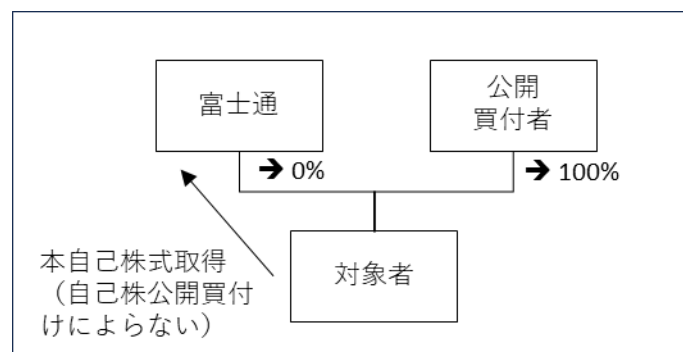 富士通
公開
買付者
➔ 0%
➔ 100%
本自己株式取得
（自己株公開買付
けによらない）
対象者